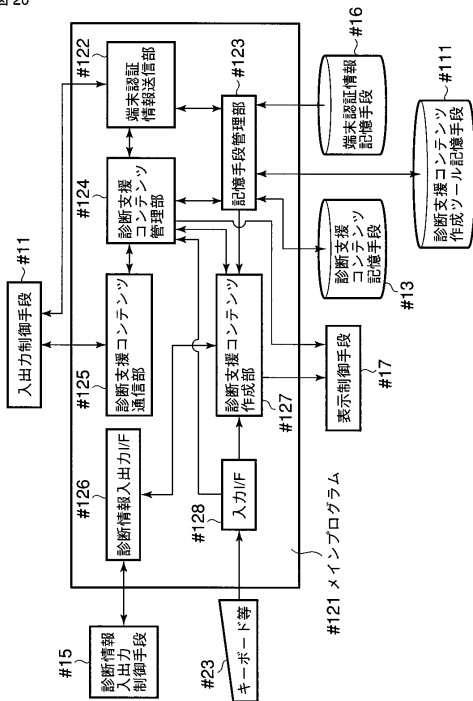 図 20
#11
入出力制御手段
#122
端末認証
情報送信部
#124
診断支援
コンテンツ
管理部
#123
記憶手段管理部
#16
端末認証情報
記憶手段
#111
診断支援コンテンツ
作成ツール記憶手段
#125
診断支援コンテンツ
通信部
#13
診断支援
コンテンツ
記憶手段
#126
診断情報入出力I/F
#127
診断支援コンテンツ
作成部
#17
表示制御手段
#128
入力I/F
#15
診断情報
入出力
制御手段
#23
キーボード等
#121 メインプログラム